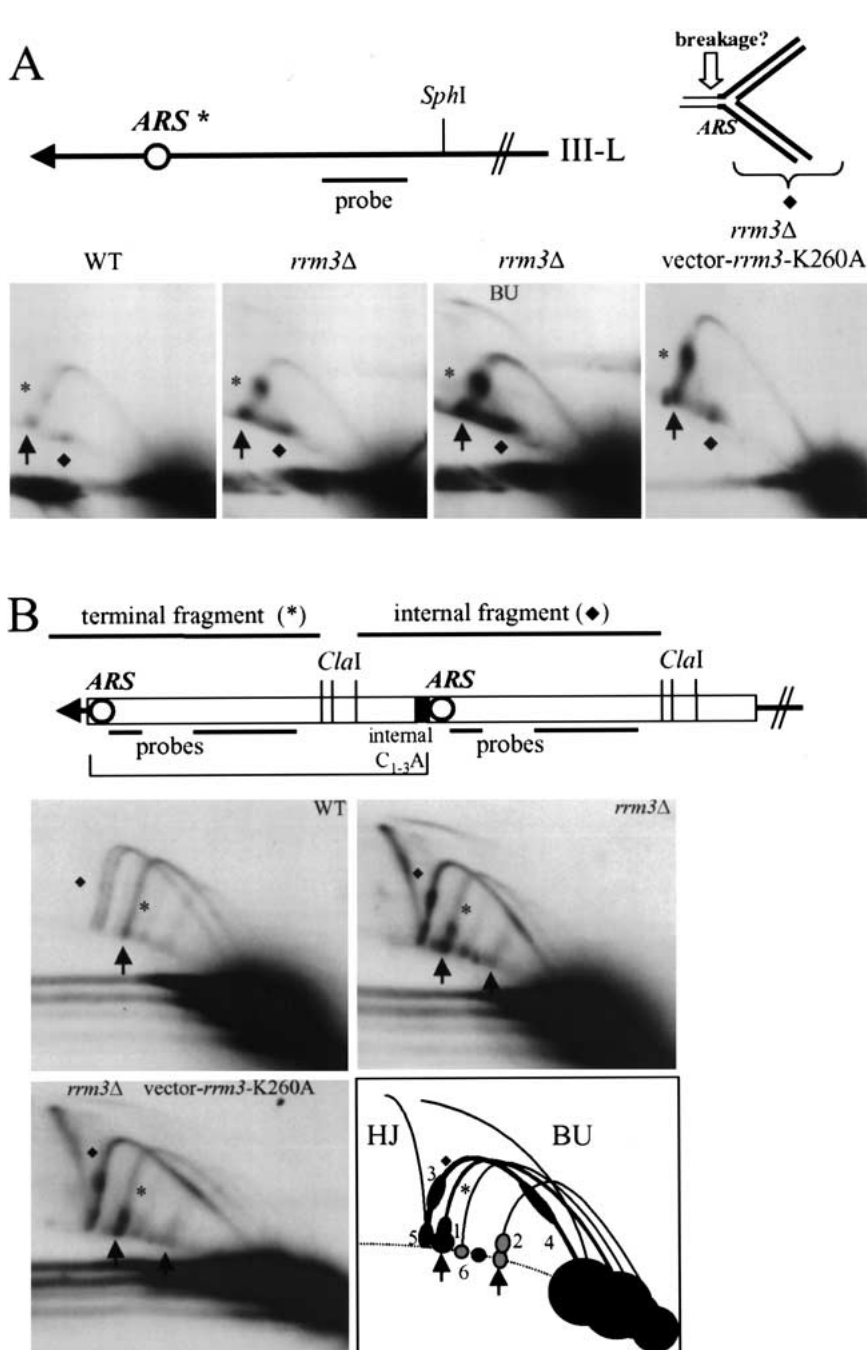 A
breakage?
SphI
ARS *
ARS
III-L
probe
◆
WT
rrm3Δ
rrm3Δ
rrm3Δ
vector-rrm3-K260A
BU
*
*
*
*
◆
◆
◆
◆
B
terminal fragment (*)
internal fragment (◆)
ClaI
ClaI
ARS
ARS
probes
internal
probes
C1-3A
WT
rrm3Δ
◆
*
◆
*
rrm3Δ vector-rrm3-K260A
◆
*
HJ
BU
◆
3
*
5
1
2
4
6